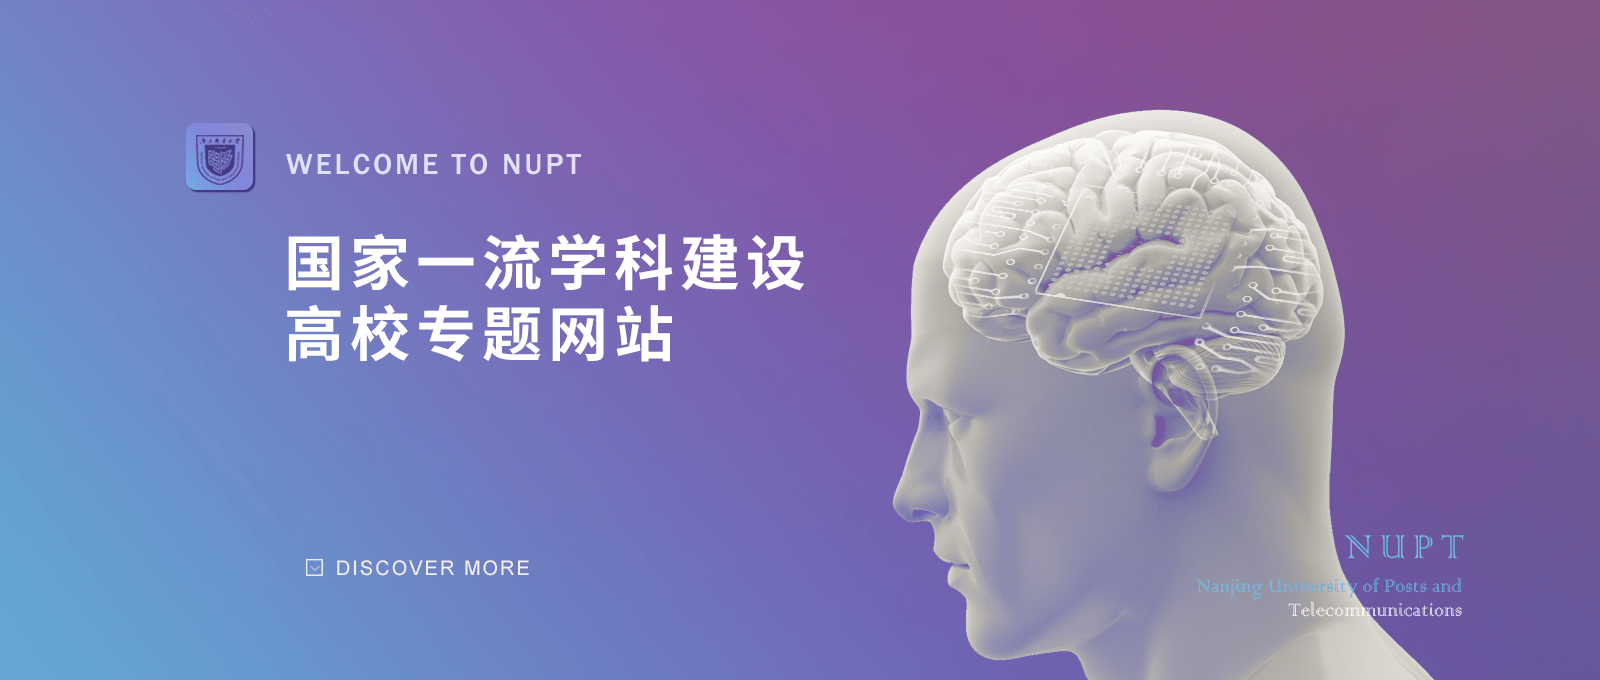 WELCOME TO NUPT
国家一流学科建设
高校专题网站
DISCOVER MORE
NUPT
Nanjing University of Posts and
Telecommunications